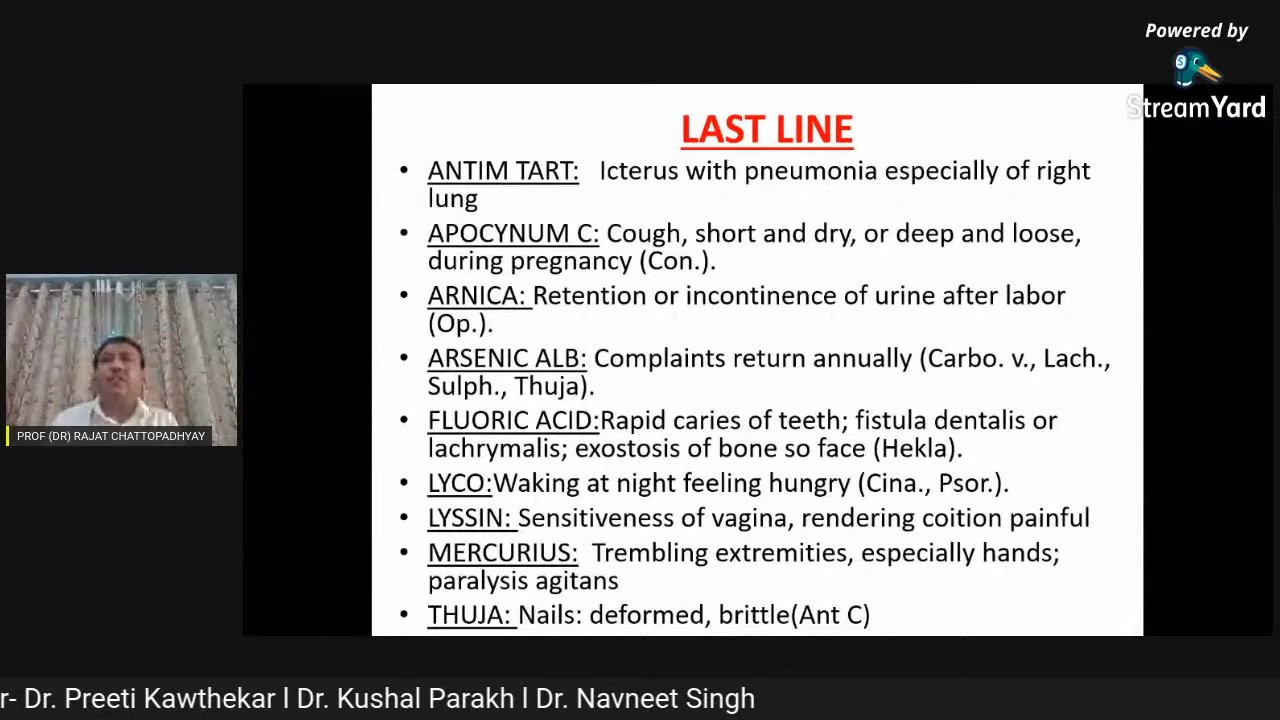 Powered by
StreamYard
LAST LINE
• ANTIM TART: Icterus with pneumonia especially of right
lung
• APOCYNUM C: Cough, short and dry, or deep and loose,
during pregnancy (Con.).
• ARNICA: Retention or incontinence of urine after labor
(Op.).
• ARSENIC ALB: Complaints return annually (Carbo. v., Lach.,
Sulph., Thuja).
• FLUORIC ACID:Rapid caries of teeth; fistula dentalis or
lachrymalis; exostosis of bone so face (Hekla).
• LYCO:Waking at night feeling hungry (Cina., Psor.).
• LYSSIN: Sensitiveness of vagina, rendering coition painful
• MERCURIUS: Trembling extremities, especially hands;
paralysis agitans
• THUJA: Nails: deformed, brittle(Ant C)
PROF (DR) RAJAT CHATTOPADHYAY
r- Dr. Preeti Kawthekar l Dr. Kushal Parakh l Dr. Navneet Singh